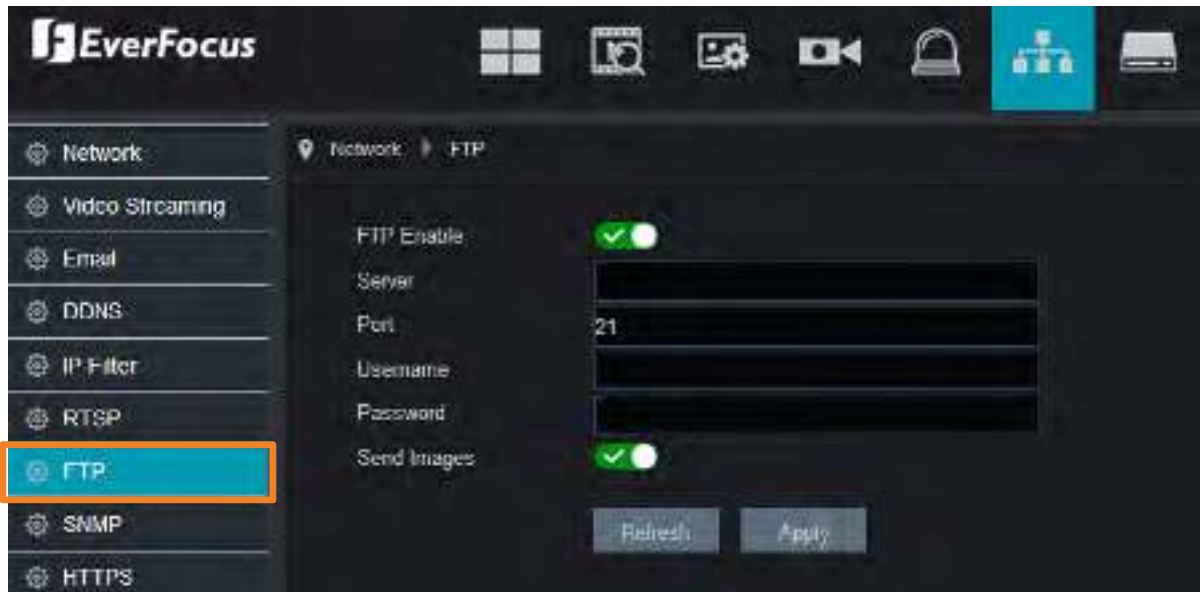 EverFocus
Network
Video Streaming
Email
DDNS
IP Filter
RTSP
FTP
SNMP
HTTPS
Network FTP
FTP Enable
Server
Port 21
Username
Password
Send Images
Refresh Apply